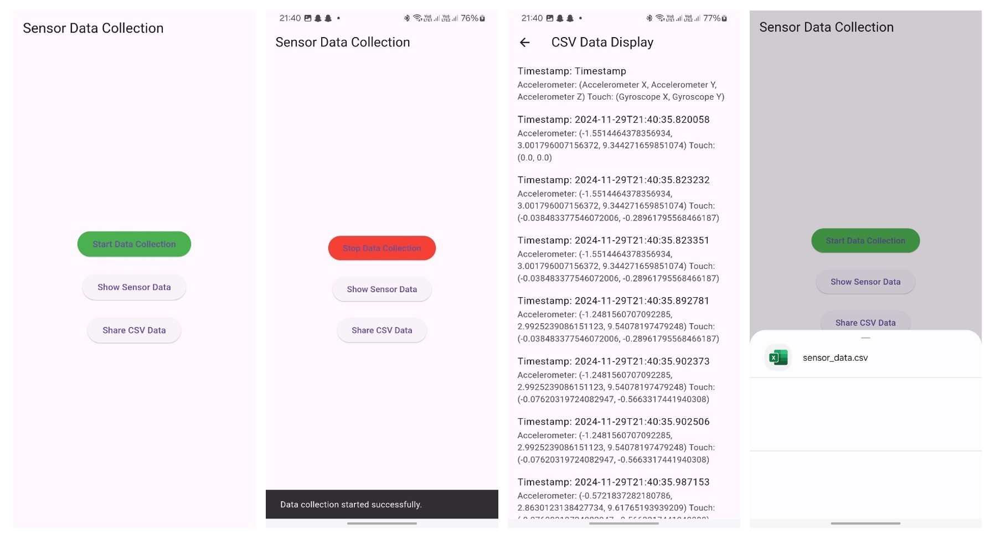 Sensor Data Collection
Start Data Collection
Show Sensor Data
Share CSV Data
21:40 76%
Sensor Data Collection
Stop Data Collection
Show Sensor Data
Share CSV Data
Data collection started successfully.
21:40 77%
CSV Data Display
Timestamp: Timestamp
Accelerometer: (Accelerometer X, Accelerometer Y,
Accelerometer Z) Touch: (Gyroscope X, Gyroscope Y)
Timestamp: 2024-11-29T21:40:35.820058
Accelerometer: (-1.5514464378356934,
3.001796007156372, 9.344271659851074) Touch:
(0.0, 0.0)
Timestamp: 2024-11-29T21:40:35.823232
Accelerometer: (-1.5514464378356934,
3.001796007156372, 9.344271659851074) Touch:
(-0.038483377546072006, -0.28961795568466187)
Timestamp: 2024-11-29T21:40:35.823351
Accelerometer: (-1.5514464378356934,
3.001796007156372, 9.344271659851074) Touch:
(-0.038483377546072006, -0.28961795568466187)
Timestamp: 2024-11-29T21:40:35.892781
Accelerometer: (-1.2481560707092285,
2.9925239086151123, 9.54078197479248) Touch:
(-0.038483377546072006, -0.28961795568466187)
Timestamp: 2024-11-29T21:40:35.902373
Accelerometer: (-1.2481560707092285,
2.9925239086151123, 9.54078197479248) Touch:
(-0.07620319724082947, -0.5663317441940308)
Timestamp: 2024-11-29T21:40:35.902506
Accelerometer: (-1.2481560707092285,
2.9925239086151123, 9.54078197479248) Touch:
(-0.07620319724082947, -0.5663317441940308)
Timestamp: 2024-11-29T21:40:35.987153
Accelerometer: (-0.5721837282180786,
2.8630123138427734, 9.61765193939209) Touch:
Sensor Data Collection
Start Data Collection
Show Sensor Data
Share CSV Data
X
sensor_data.csv